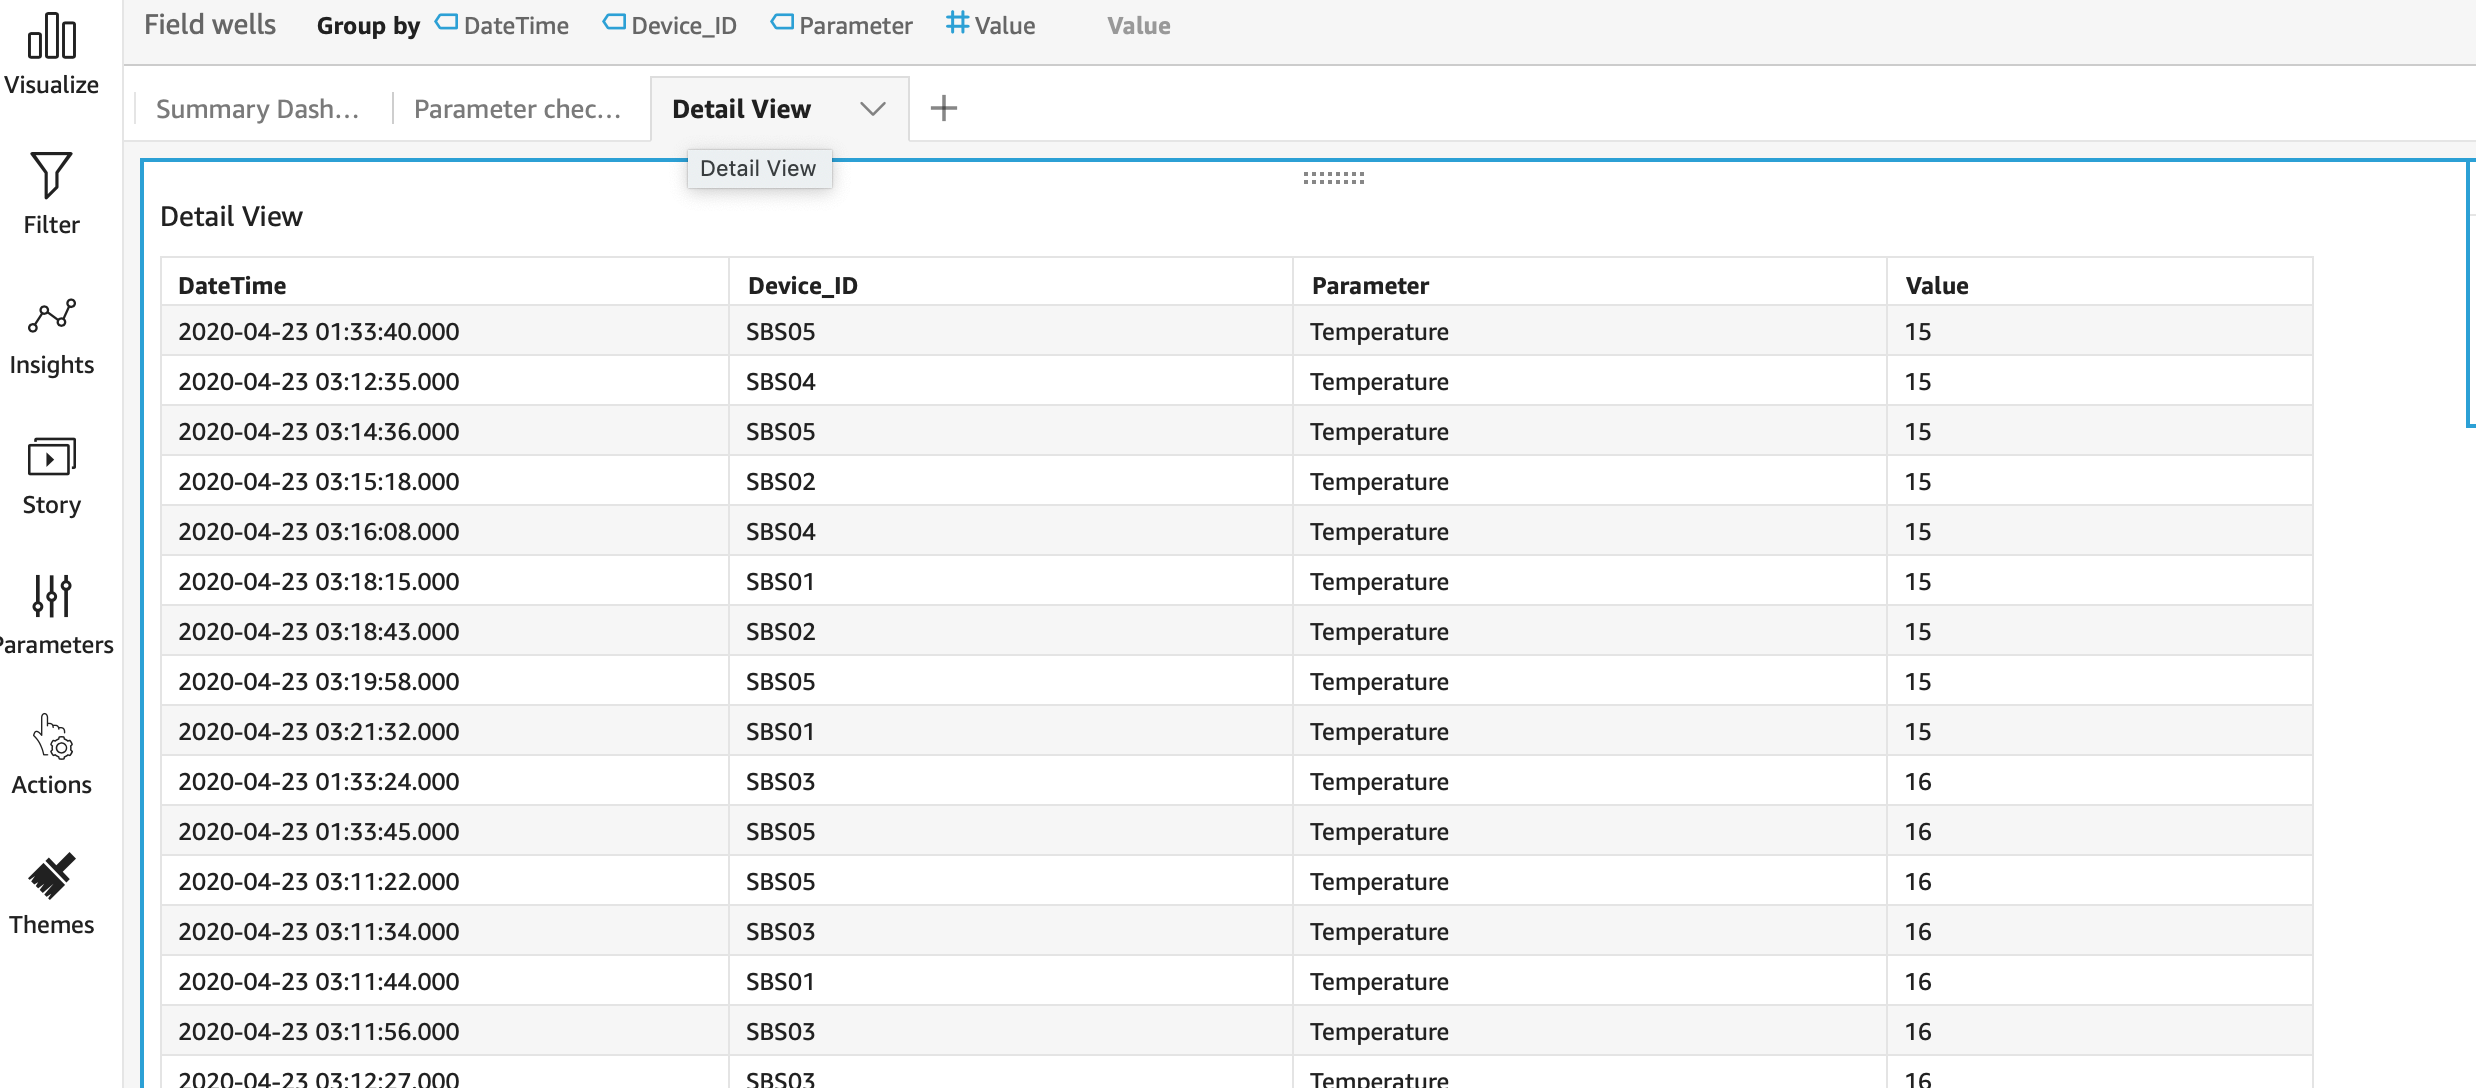 Field wells Group by DateTime Device_ID Parameter Value Value
Visualize
Summary Dash... Parameter chec... Detail View
Detail View
Filter
Detail View
DateTime Device_ID Parameter Value
2020-04-23 01:33:40.000 SBS05 Temperature 15
Insights
2020-04-23 03:12:35.000 SBS04 Temperature 15
2020-04-23 03:14:36.000 SBS05 Temperature 15
2020-04-23 03:15:18.000 SBS02 Temperature 15
Story
2020-04-23 03:16:08.000 SBS04 Temperature 15
2020-04-23 03:18:15.000 SBS01 Temperature 15
2020-04-23 03:18:43.000 SBS02 Temperature 15
Parameters
2020-04-23 03:19:58.000 SBS05 Temperature 15
2020-04-23 03:21:32.000 SBS01 Temperature 15
Actions
2020-04-23 01:33:24.000 SBS03 Temperature 16
2020-04-23 01:33:45.000 SBS05 Temperature 16
2020-04-23 03:11:22.000 SBS05 Temperature 16
Themes
2020-04-23 03:11:34.000 SBS03 Temperature 16
2020-04-23 03:11:44.000 SBS01 Temperature 16
2020-04-23 03:11:56.000 SBS03 Temperature 16
2020-04-23 03:12:27.000 SBS03 Temperature 16